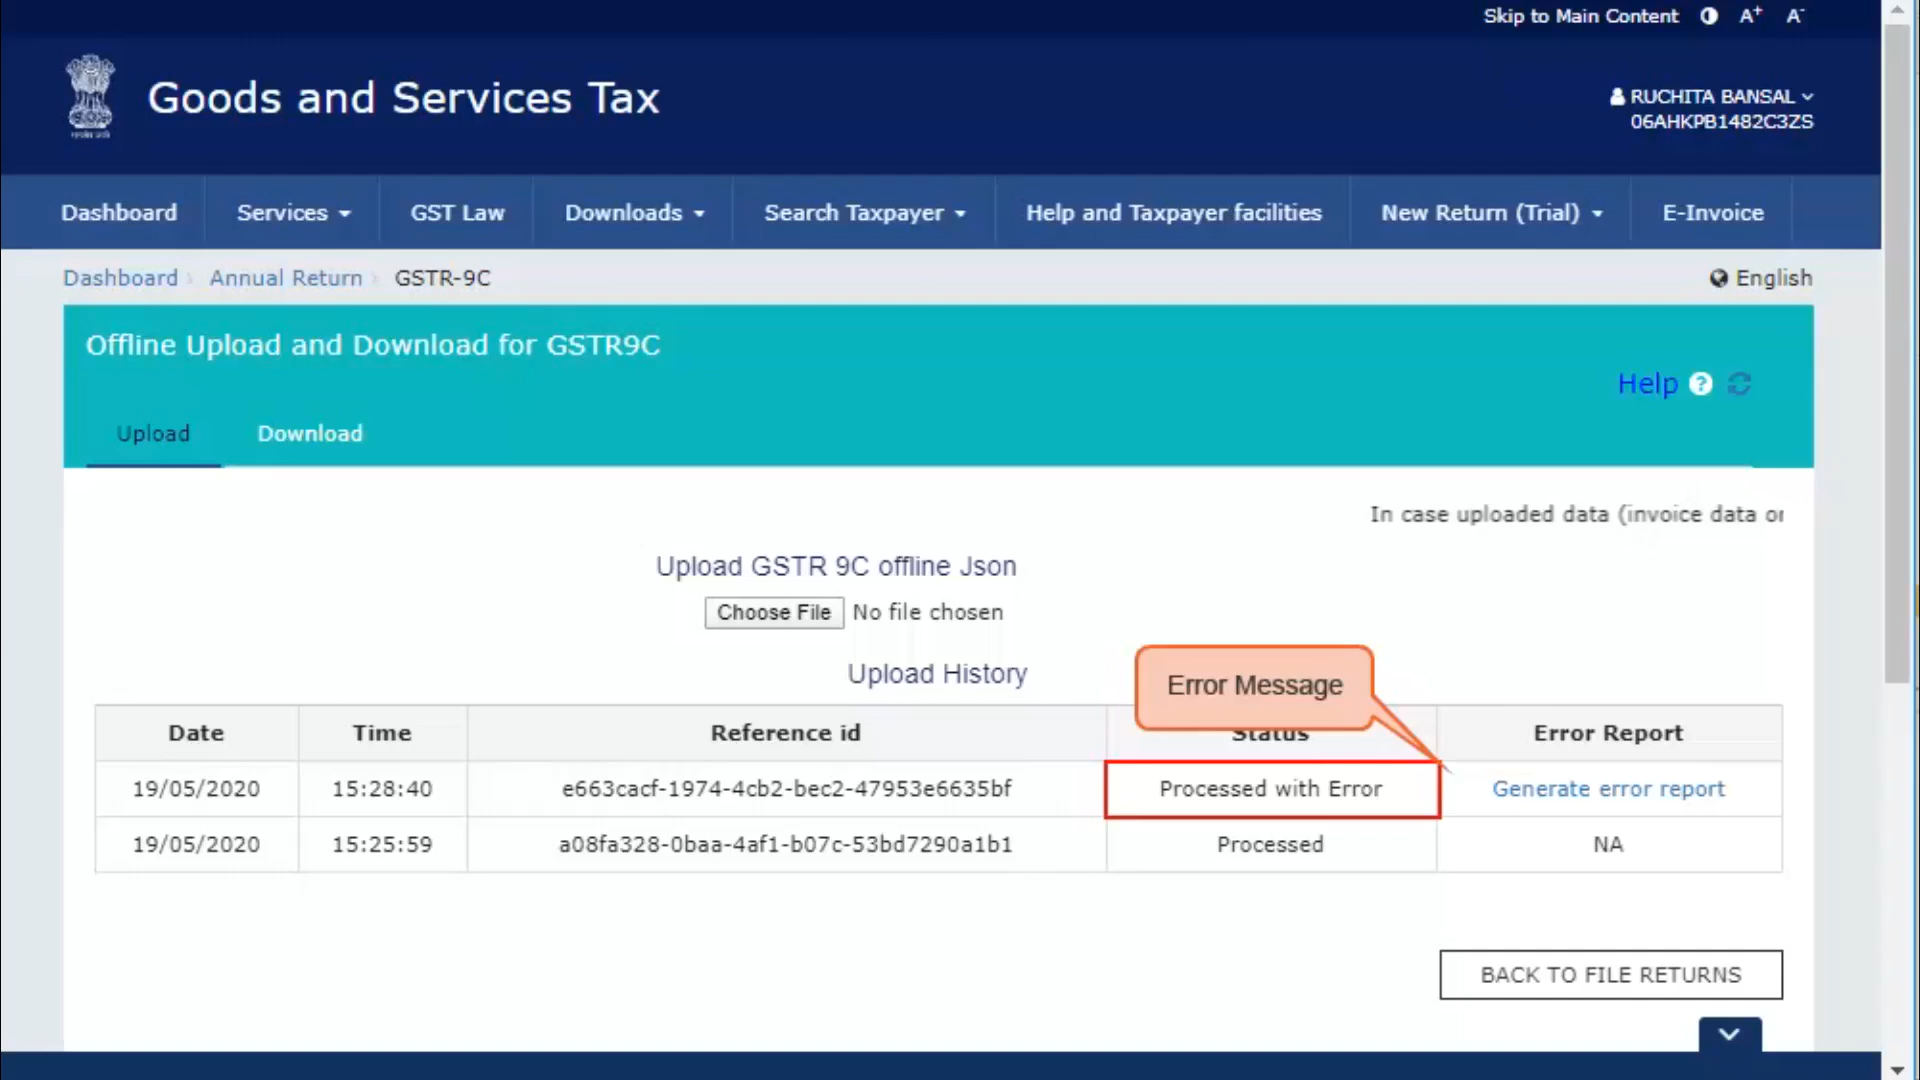 Skip to Main Content A+ A-
Goods and Services Tax
RUCHITA BANSAL
06AHKPB1482C3ZS
Dashboard Services GST Law Downloads Search Taxpayer Help and Taxpayer facilities New Return (Trial) E-Invoice
Dashboard Annual Return GSTR-9C English
Offline Upload and Download for GSTR9C
Help ?
Upload Download
In case uploaded data (invoice data or
Upload GSTR 9C offline Json
Choose File No file chosen
Upload History
Error Message
Date Time Reference id Status Error Report
19/05/2020 15:28:40 e663cacf-1974-4cb2-bec2-47953e6635bf Processed with Error Generate error report
19/05/2020 15:25:59 a08fa328-0baa-4af1-b07c-53bd7290a1b1 Processed NA
BACK TO FILE RETURNS